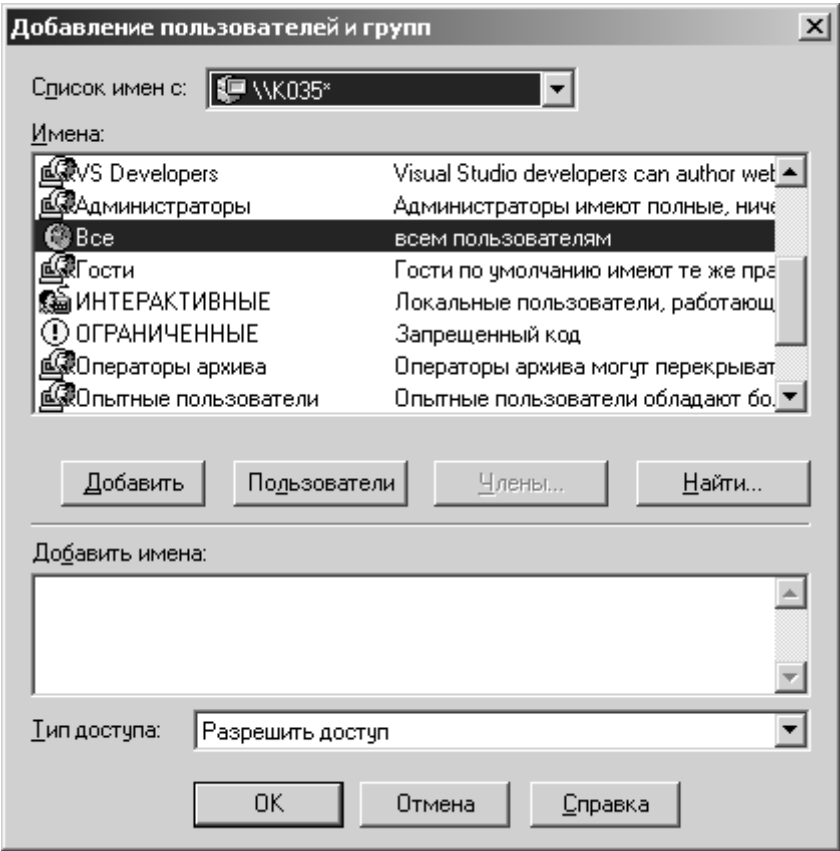 Добавление пользователей и групп
Список имен с: \\K035*
Имена:
VS Developers Visual Studio developers can author wet
Администраторы Администраторы имеют полные, ниче
Все всем пользователям
Гости Гости по умолчанию имеют те же пра
ИНТЕРАКТИВНЫЕ Локальные пользователи, работающ
ОГРАНИЧЕННЫЕ Запрещенный код
Операторы архива Операторы архива могут перекрыват
Опытные пользователи Опытные пользователи обладают бо.
Добавить Пользователи Члены... Найти...
Добавить имена:
Тип доступа: Разрешить доступ
OK Отмена Справка